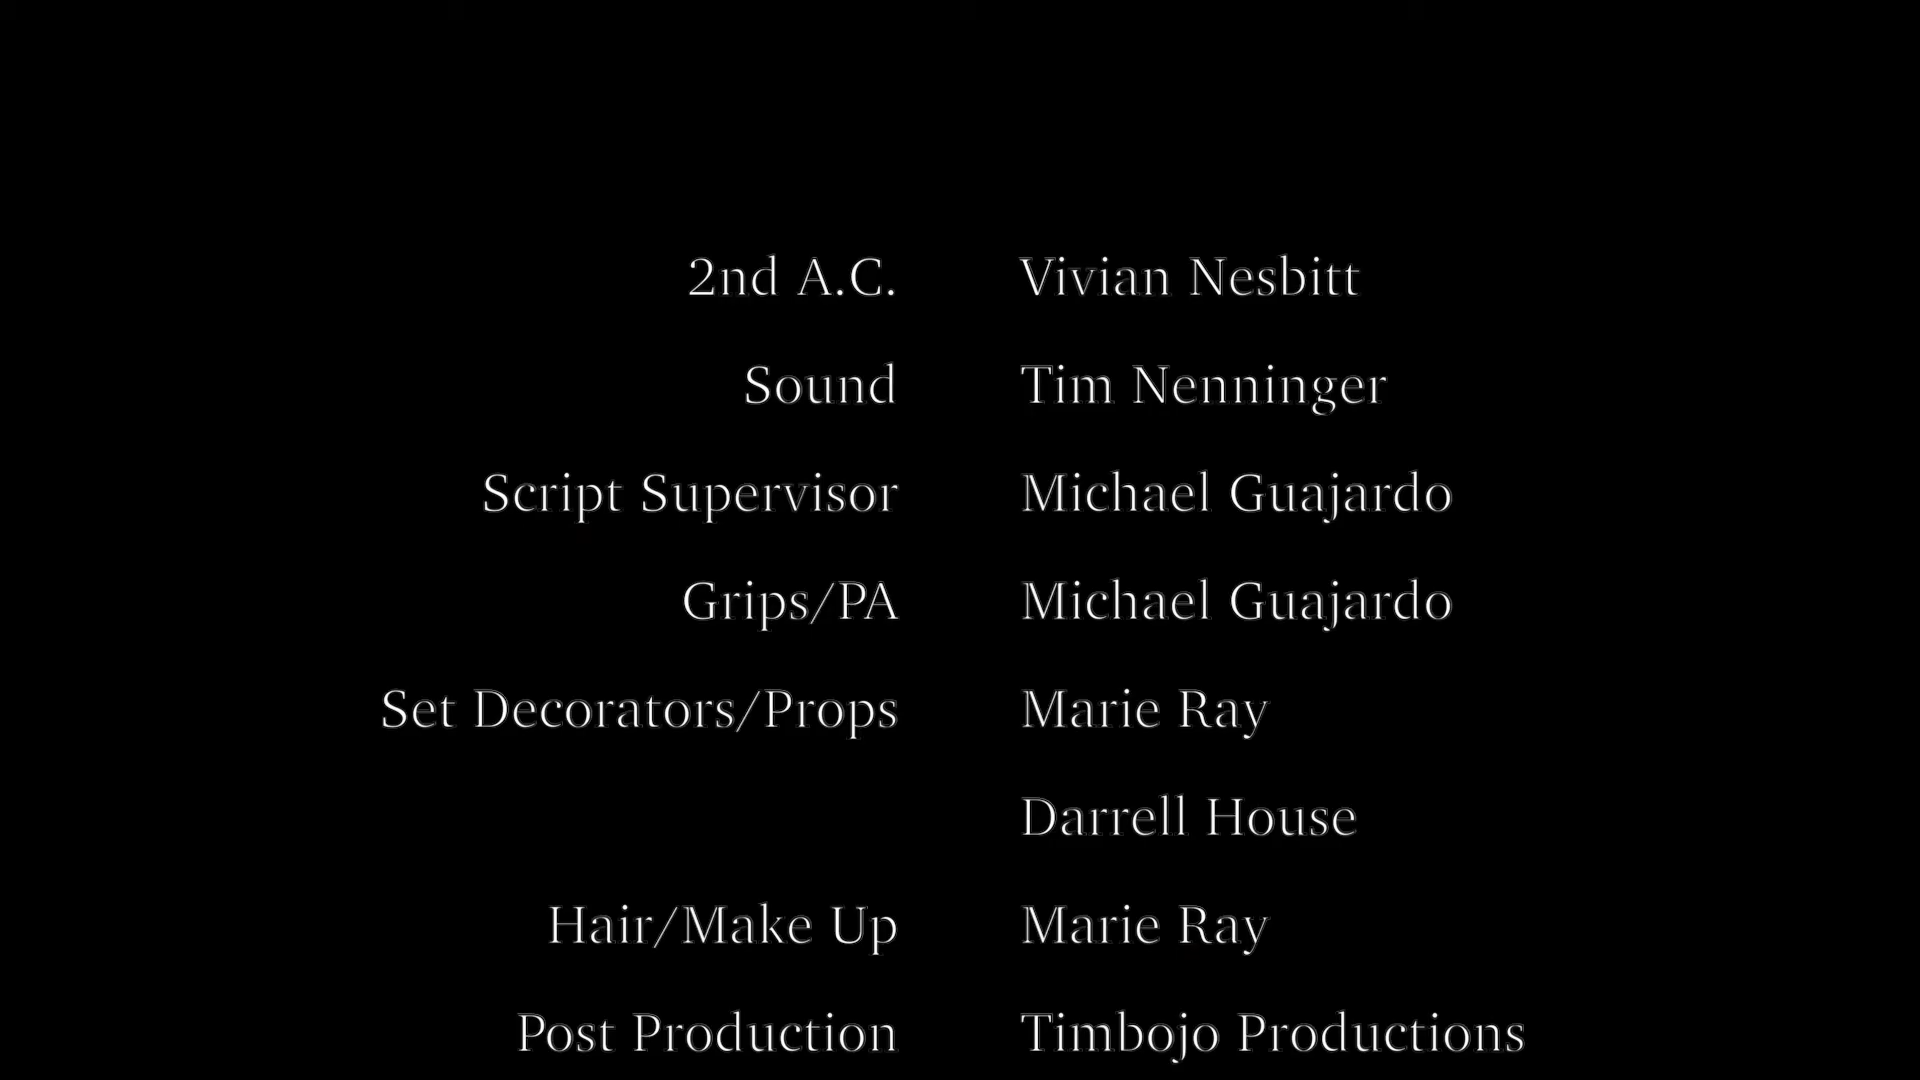 2nd A.C. Vivian Nesbitt
Sound Tim Nenninger
Script Supervisor Michael Guajardo
Grips/PA Michael Guajardo
Set Decorators/Props Marie Ray
Darrell House
Hair/Make Up Marie Ray
Post Production Timbojo Productions